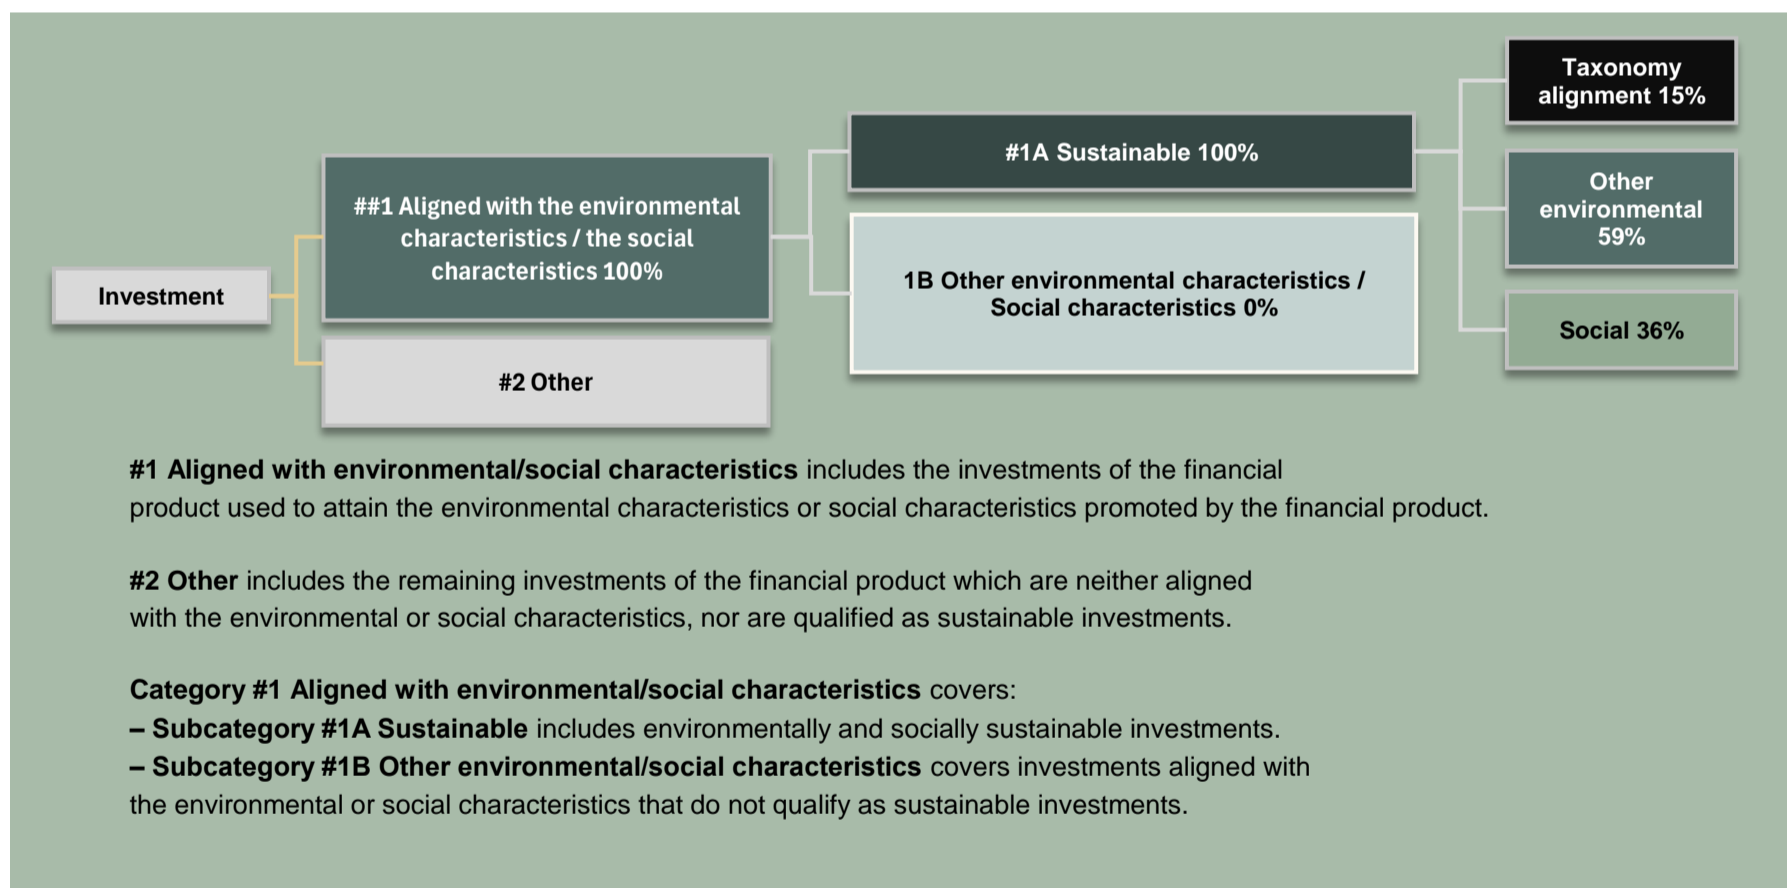 Investment
##1 Aligned with the environmental
characteristics / the social
characteristics 100%
#2 Other
#1A Sustainable 100%
1B Other environmental characteristics /
Social characteristics 0%
Taxonomy
alignment 15%
Other
environmental
59%
Social 36%
#1 Aligned with environmental/social characteristics includes the investments of the financial
product used to attain the environmental characteristics or social characteristics promoted by the financial product.
#2 Other includes the remaining investments of the financial product which are neither aligned
with the environmental or social characteristics, nor are qualified as sustainable investments.
Category #1 Aligned with environmental/social characteristics covers:
– Subcategory #1A Sustainable includes environmentally and socially sustainable investments.
– Subcategory #1B Other environmental/social characteristics covers investments aligned with
the environmental or social characteristics that do not qualify as sustainable investments.